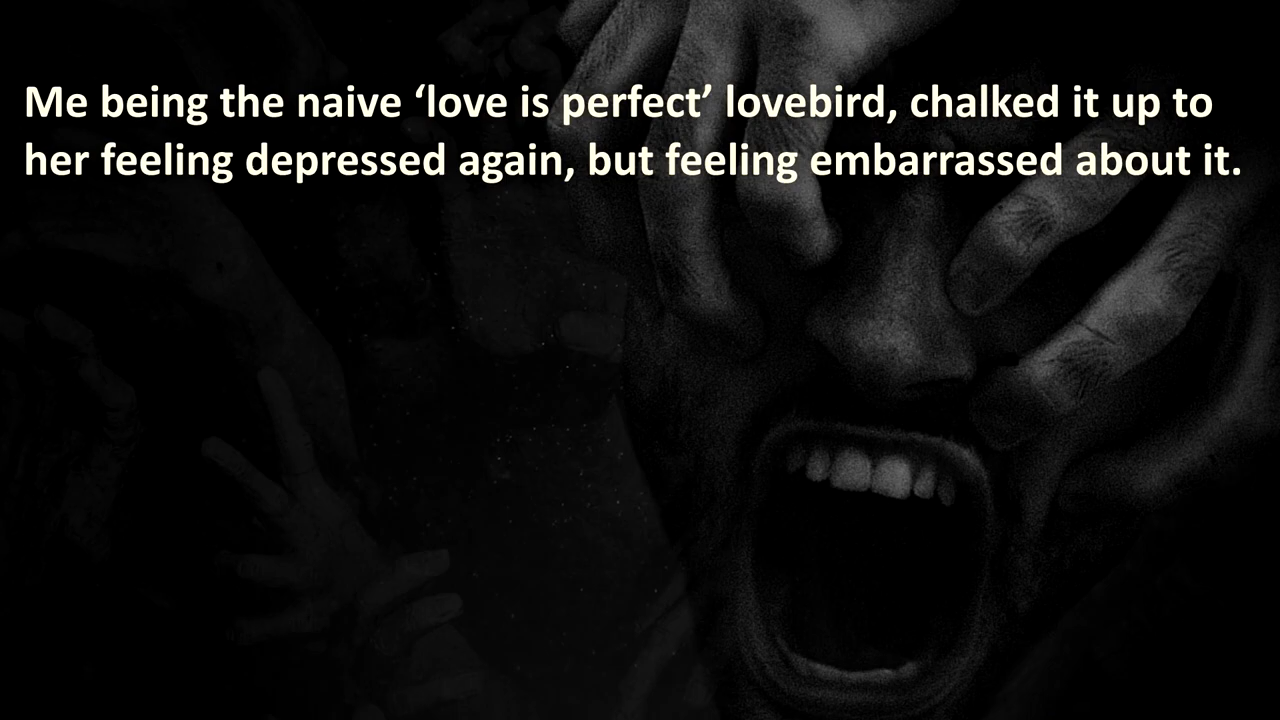 Me being the naive ‘love is perfect’ lovebird, chalked it up to
her feeling depressed again, but feeling embarrassed about it.